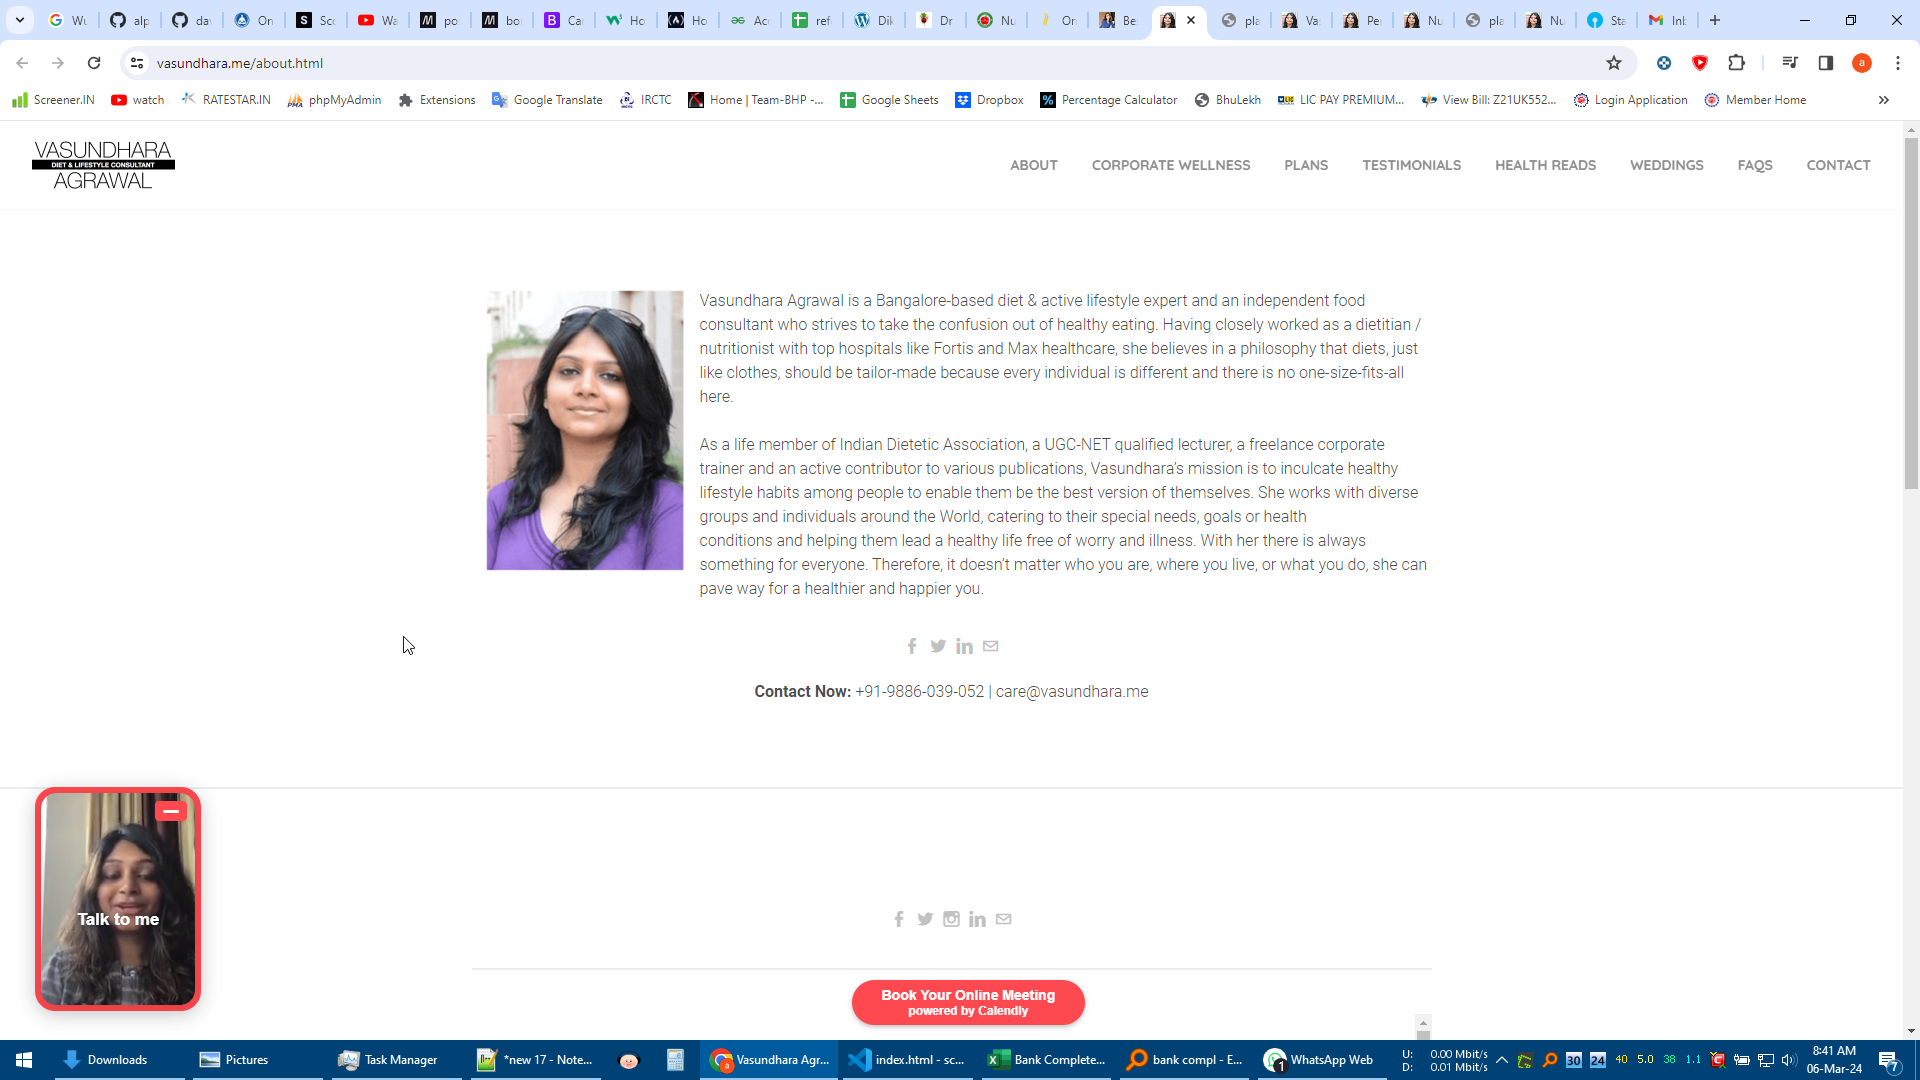 Wu
alp
da
On
Sc
Wa
po
bo
Ca
Ho
Ho
Ac
ref
Dik
Dr
Nu
On
Be
pla
Vas
Pe
Nu
pla
Nu
Sta
Inb
vasundhara.me/about.html
a
Screener.IN
watch
RATESTAR.IN
phpMyAdmin
Extensions
Google Translate
IRCTC
Home | Team-BHP -...
Google Sheets
Dropbox
Percentage Calculator
BhuLekh
LIC PAY PREMIUM...
View Bill: Z21UK552...
Login Application
Member Home
VASUNDHARA
DIET & LIFESTYLE CONSULTANT
AGRAWAL
ABOUT
CORPORATE WELLNESS
PLANS
TESTIMONIALS
HEALTH READS
WEDDINGS
FAQS
CONTACT
Vasundhara Agrawal is a Bangalore-based diet & active lifestyle expert and an independent food
consultant who strives to take the confusion out of healthy eating. Having closely worked as a dietitian /
nutritionist with top hospitals like Fortis and Max healthcare, she believes in a philosophy that diets, just
like clothes, should be tailor-made because every individual is different and there is no one-size-fits-all
here.
As a life member of Indian Dietetic Association, a UGC-NET qualified lecturer, a freelance corporate
trainer and an active contributor to various publications, Vasundhara's mission is to inculcate healthy
lifestyle habits among people to enable them be the best version of themselves. She works with diverse
groups and individuals around the World, catering to their special needs, goals or health
conditions and helping them lead a healthy life free of worry and illness. With her there is always
something for everyone. Therefore, it doesn't matter who you are, where you live, or what you do, she can
pave way for a healthier and happier you.
Contact Now: +91-9886-039-052 | care@vasundhara.me
Talk to me
Book Your Online Meeting
powered by Calendly
Downloads
Pictures
Task Manager
*new 17 - Note...
Vasundhara Agr...
index.html - sc...
Bank Complete...
bank compl - E...
WhatsApp Web
U: 0.00 Mbit/s
D: 0.01 Mbit/s
30
24
40
5.0
38
1.1
8:41 AM
06-Mar-24
7